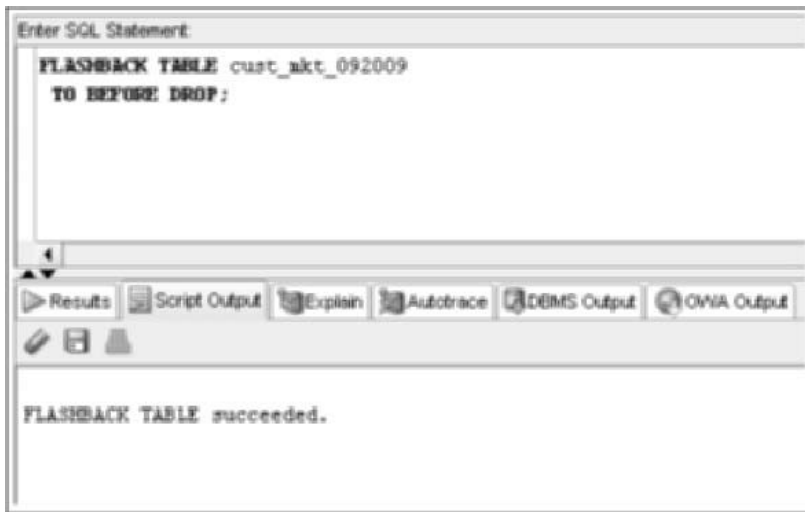 Enter SQL Statement:
FLASHBACK TABLE cust_mkt_092009
TO BEFORE DROP;
Results Script Output Explain Autotrace DBMS Output OWA Output
FLASHBACK TABLE succeeded.